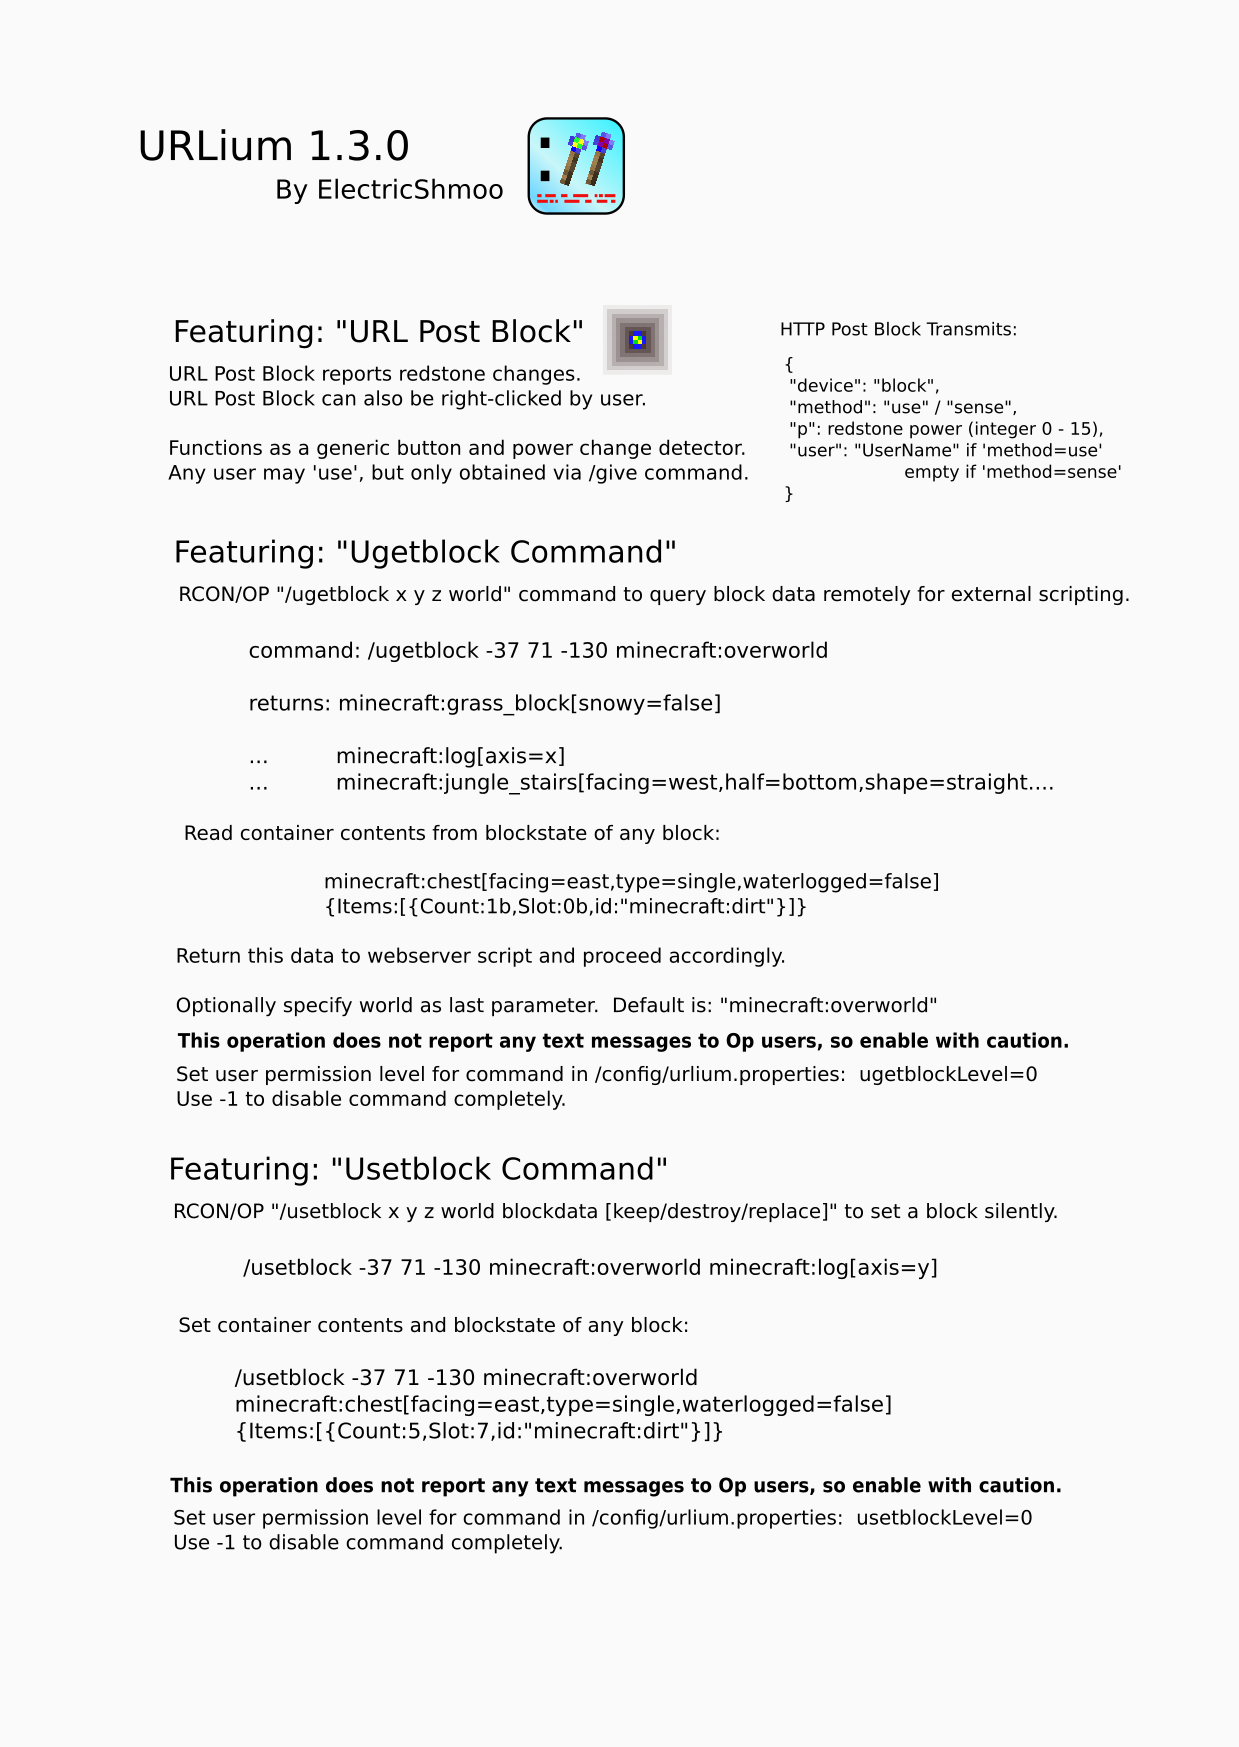 URLium 1.3.0
By ElectricShmoo
Featuring: "URL Post Block"
URL Post Block reports redstone changes.
URL Post Block can also be right-clicked by user.
Functions as a generic button and power change detector.
Any user may 'use', but only obtained via /give command.
HTTP Post Block Transmits:
{
"device": "block",
"method": "use" / "sense",
"p": redstone power (integer 0 - 15),
"user": "UserName" if 'method=use'
empty if 'method=sense'
}
Featuring: "Ugetblock Command"
RCON/OP "/ugetblock x y z world" command to query block data remotely for external scripting.
command: /ugetblock -37 71 -130 minecraft:overworld
returns: minecraft:grass_block[snowy=false]
... minecraft:log[axis=x]
... minecraft:jungle_stairs[facing=west,half=bottom,shape=straight....
Read container contents from blockstate of any block:
minecraft:chest[facing=east,type=single,waterlogged=false]
{Items:[{Count:1b,Slot:0b,id:"minecraft:dirt"}]}
Return this data to webserver script and proceed accordingly.
Optionally specify world as last parameter.  Default is: "minecraft:overworld"
This operation does not report any text messages to Op users, so enable with caution.
Set user permission level for command in /config/urlium.properties:  ugetblockLevel=0
Use -1 to disable command completely.
Featuring: "Usetblock Command"
RCON/OP "/usetblock x y z world blockdata [keep/destroy/replace]" to set a block silently.
/usetblock -37 71 -130 minecraft:overworld minecraft:log[axis=y]
Set container contents and blockstate of any block:
/usetblock -37 71 -130 minecraft:overworld
minecraft:chest[facing=east,type=single,waterlogged=false]
{Items:[{Count:5,Slot:7,id:"minecraft:dirt"}]}
This operation does not report any text messages to Op users, so enable with caution.
Set user permission level for command in /config/urlium.properties:  usetblockLevel=0
Use -1 to disable command completely.